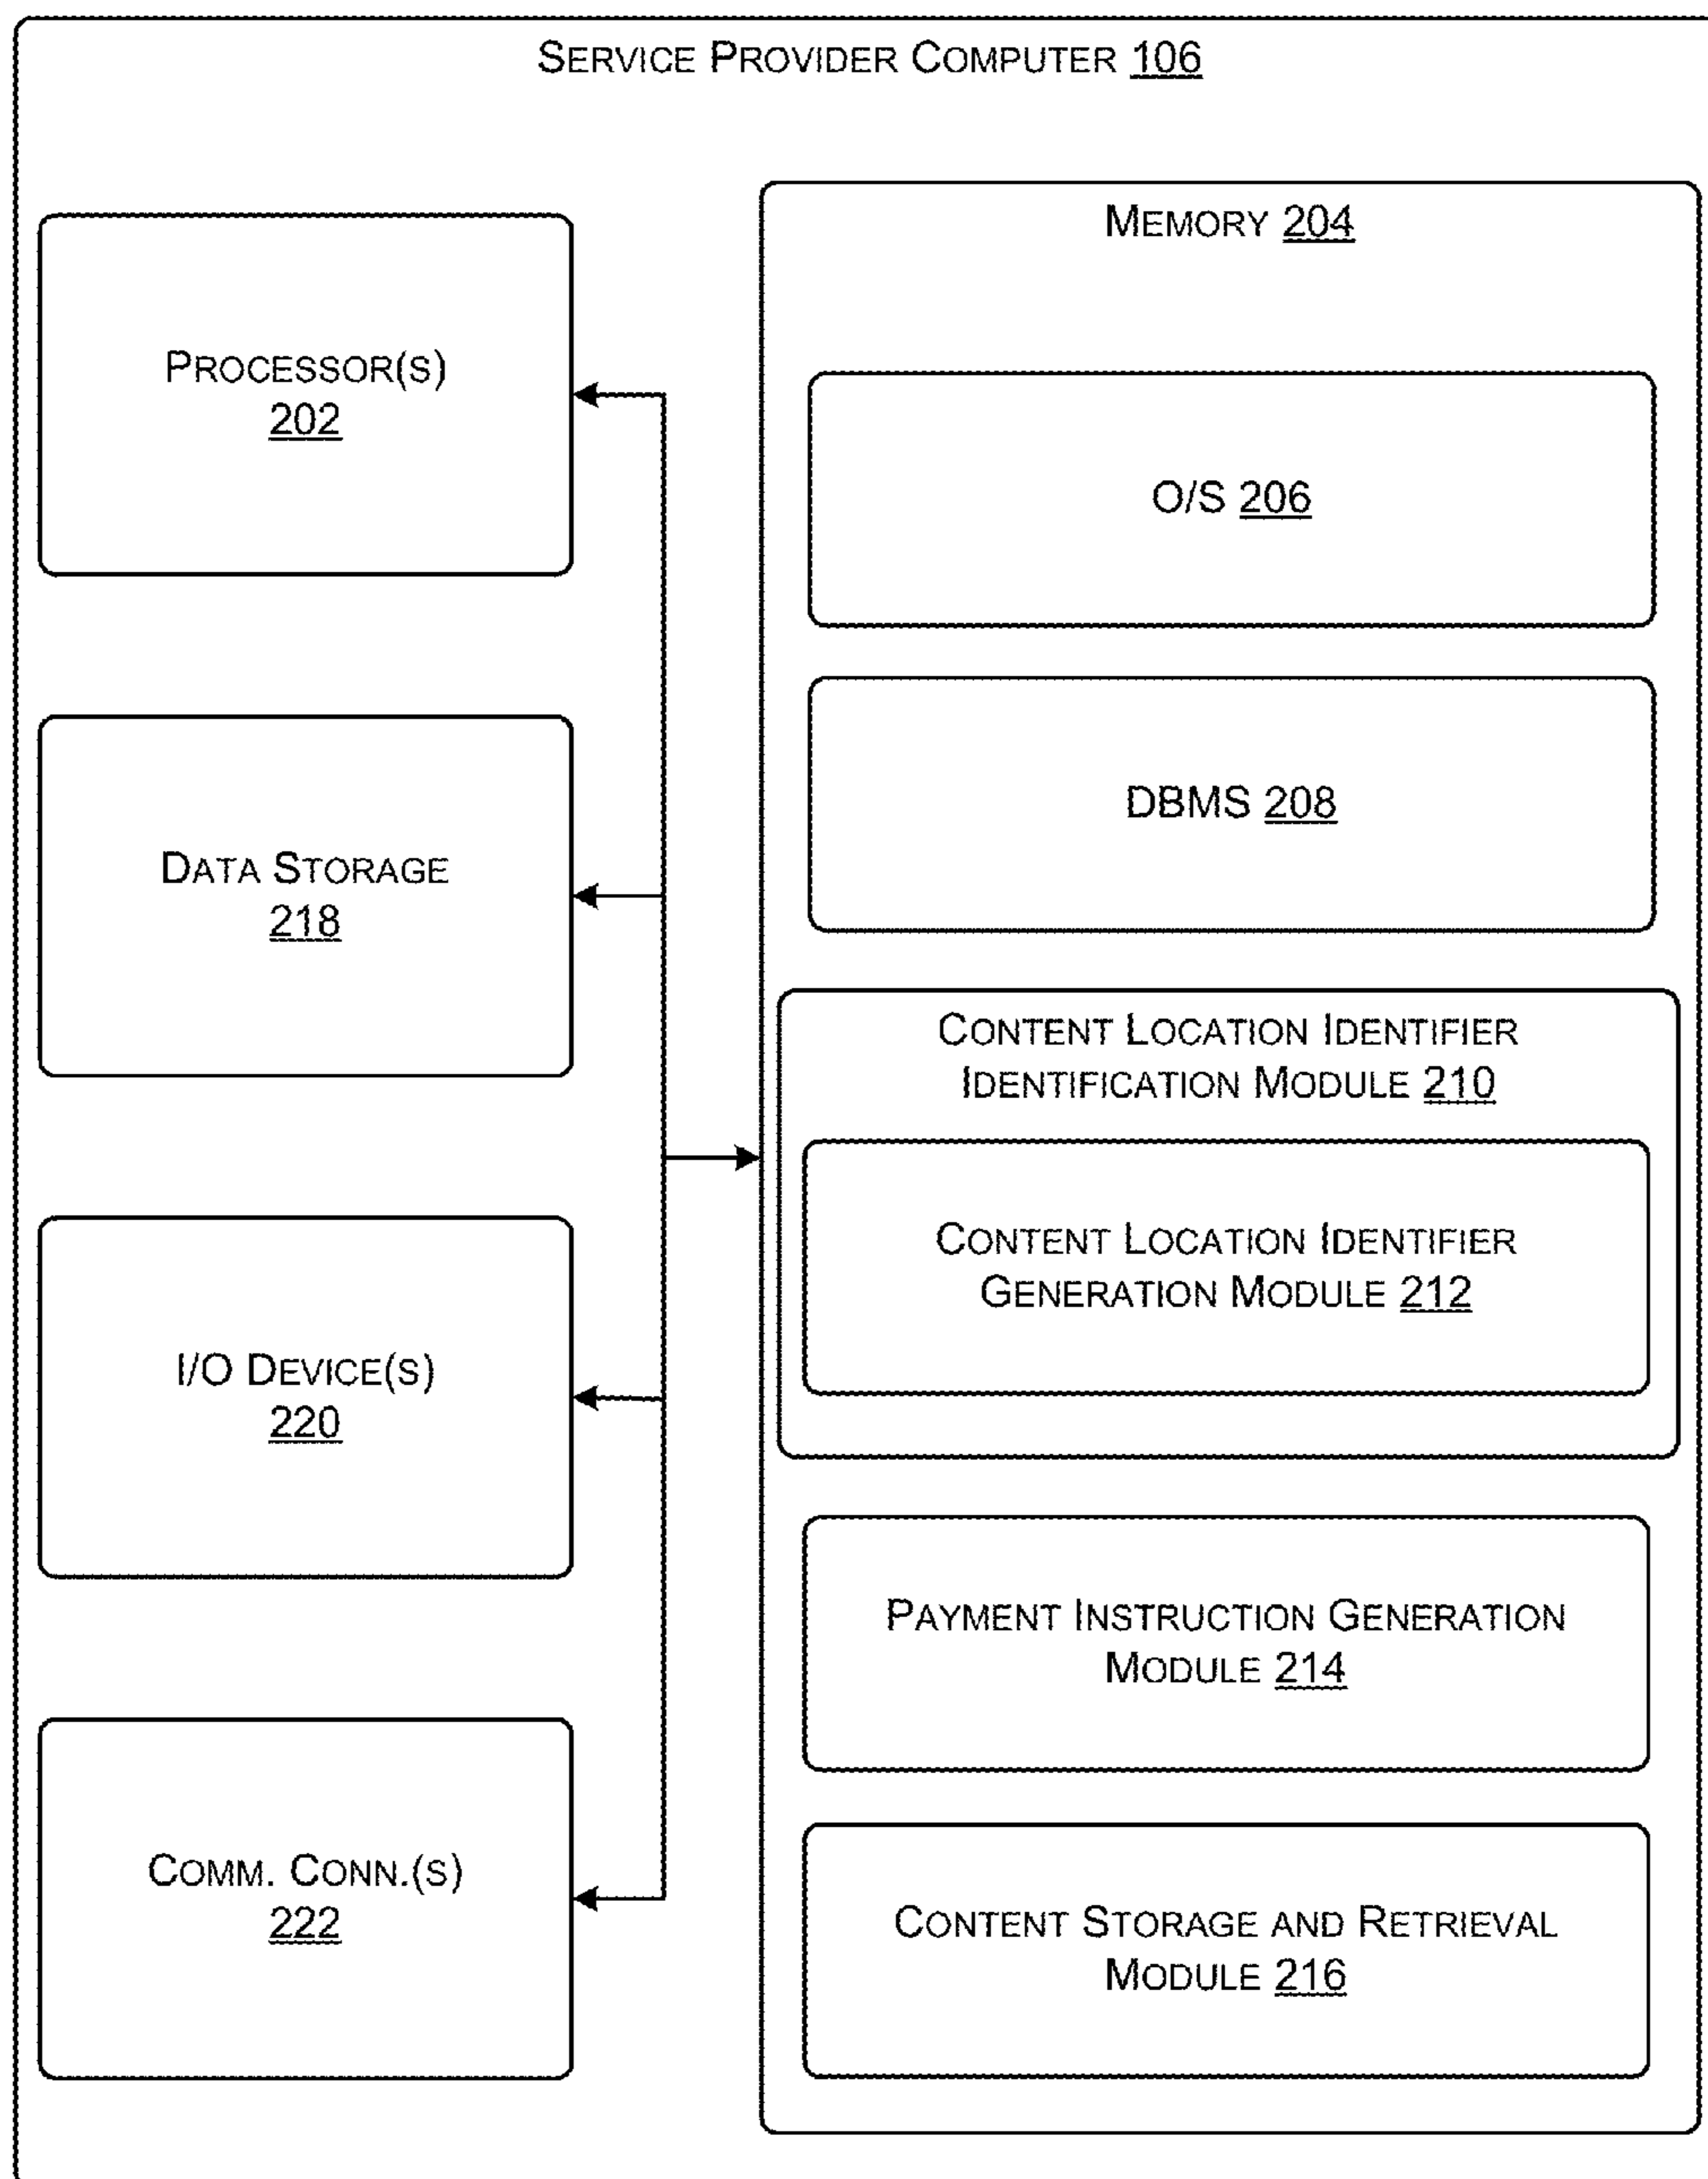 SERVICE PROVIDER COMPUTER 106
PROCESSOR(S)
202
DATA STORAGE
218
I/O DEVICE(S)
220
COMM. CONN.(S)
222
MEMORY 204
O/S 206
DBMS 208
CONTENT LOCATION IDENTIFIER
IDENTIFICATION MODULE 210
CONTENT LOCATION IDENTIFIER
GENERATION MODULE 212
PAYMENT INSTRUCTION GENERATION
MODULE 214
CONTENT STORAGE AND RETRIEVAL
MODULE 216